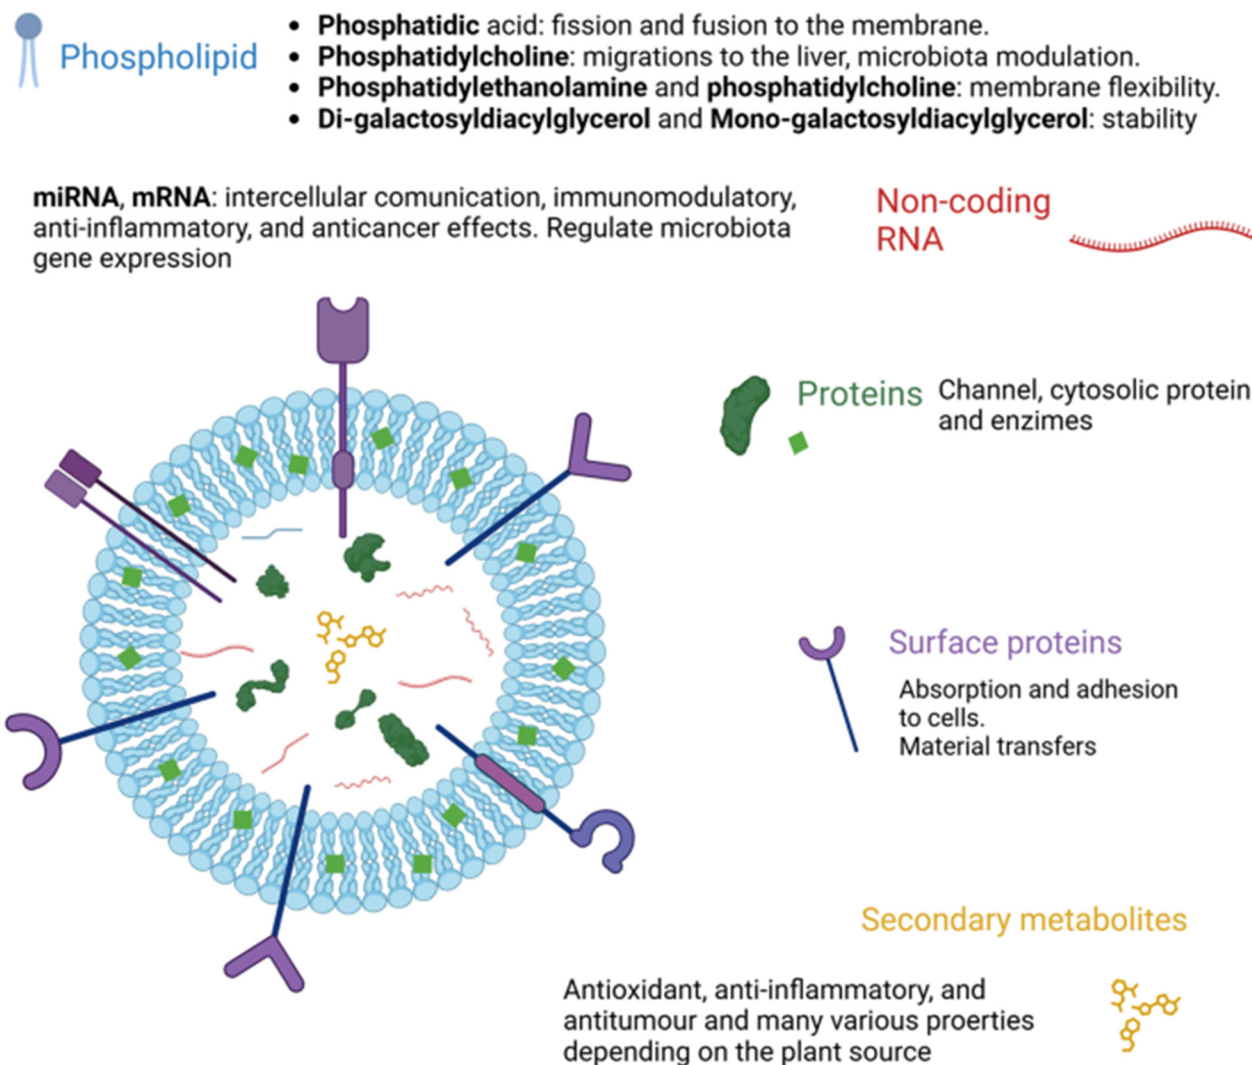 Phospholipid
• Phosphatidic acid: fission and fusion to the membrane.
• Phosphatidylcholine: migrations to the liver, microbiota modulation.
• Phosphatidylethanolamine and phosphatidylcholine: membrane flexibility.
• Di-galactosyldiacylglycerol and Mono-galactosyldiacylglycerol: stability
miRNA, mRNA: intercellular comunication, immunomodulatory,
anti-inflammatory, and anticancer effects. Regulate microbiota
gene expression
Non-coding
RNA
Proteins
Channel, cytosolic protein
and enzimes
Surface proteins
Absorption and adhesion
to cells.
Material transfers
Secondary metabolites
Antioxidant, anti-inflammatory, and
antitumour and many various proerties
depending on the plant source